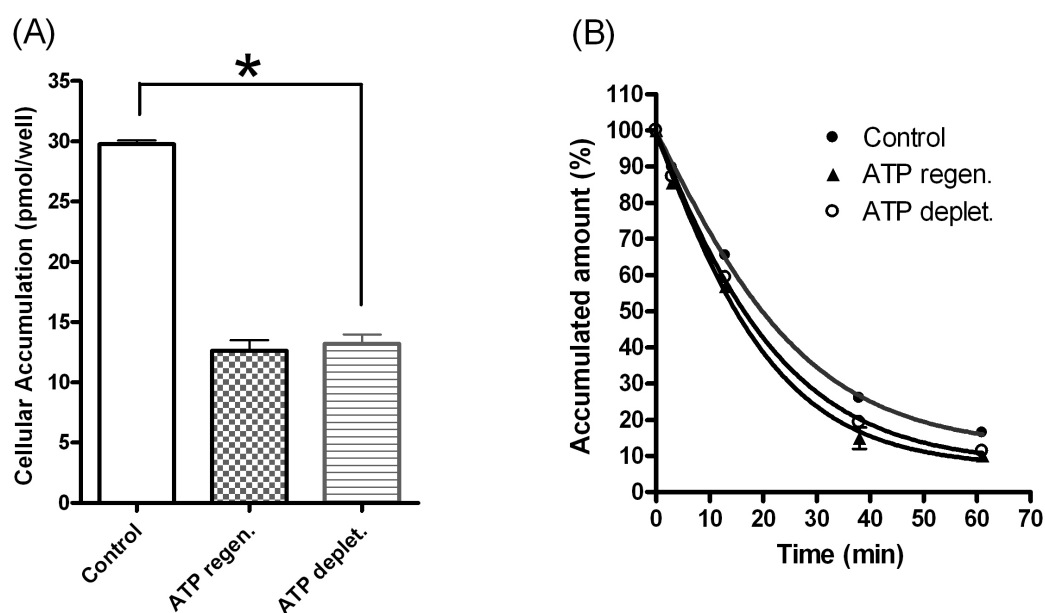 (A)
*
Cellular Accumulation (pmol/well)
35
30
25
20
15
10
5
0
Control
ATP regen.
ATP deplet.
(B)
Accumulated amount (%)
110
100
90
80
70
60
50
40
30
20
10
0
Control
ATP regen.
ATP deplet.
0 10 20 30 40 50 60 70
Time (min)